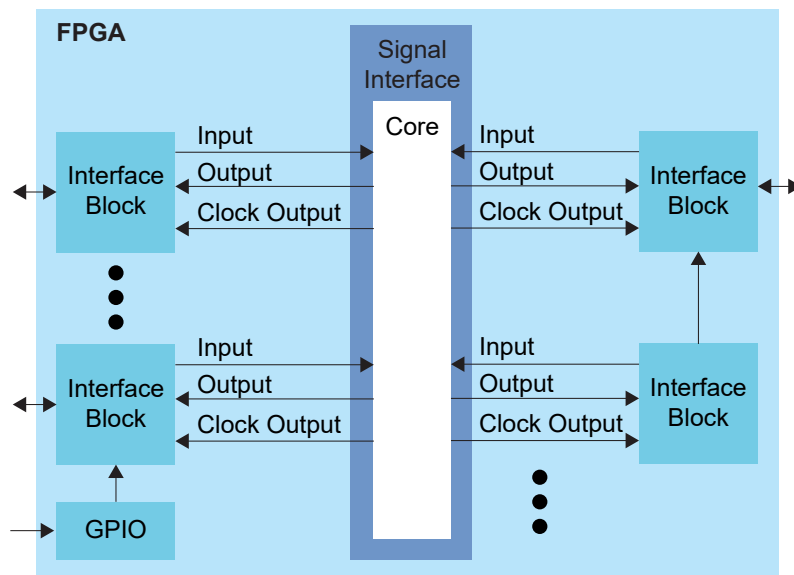 FPGA
Signal
Interface
Core
Input
Output
Clock Output
Interface
Block
Input
Output
Clock Output
Interface
Block
Input
Output
Clock Output
Interface
Block
Input
Output
Clock Output
Interface
Block
GPIO